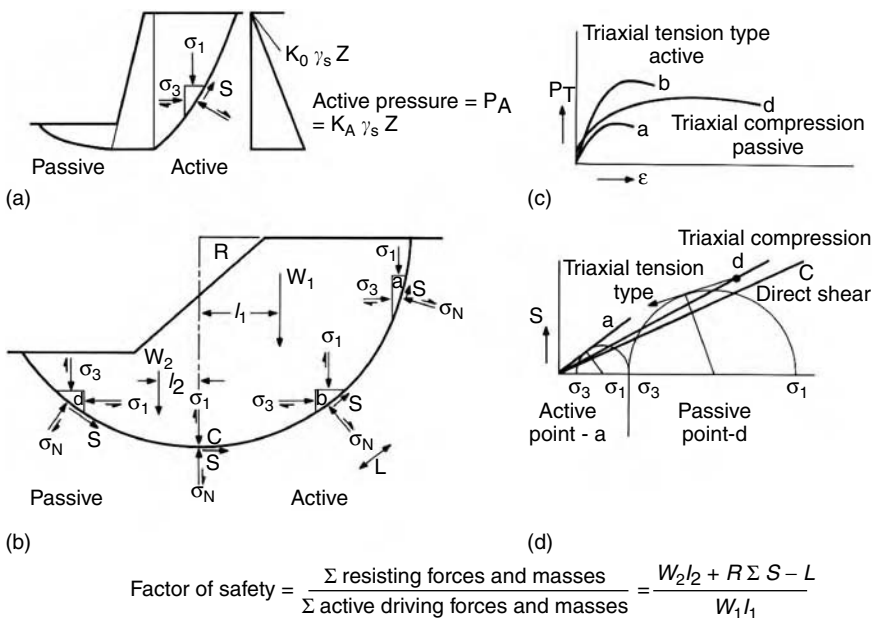 σ1
K0 γs Z
σ3
S
Active pressure = PA
= KA γs Z
Passive
Active
(a)
Triaxial tension type
active
PT
b
d
a
Triaxial compression
passive
ε
(c)
R
W1
l1
σ1
a
σ3
S
σN
W2
l2
σ3
d
σ1
σ1
σ1
σ3
b
S
σN
S
σN
C
S
σN
L
Passive
Active
(b)
Triaxial compression
d
Triaxial tension
type
C
Direct shear
S
a
σ3
σ1
σ3
σ1
Active
point - a
Passive
point-d
(d)
Factor of safety = Σ resisting forces and masses / Σ active driving forces and masses = W2l2 + R Σ S – L / W1l1